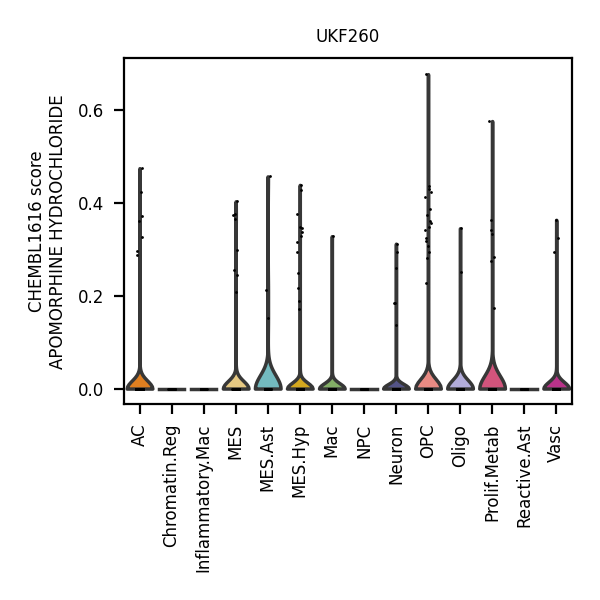 UKF260
CHEMBL1616 score
APOMORPHINE HYDROCHLORIDE
0.6
0.4
0.2
0.0
AC
Chromatin.Reg
Inflammatory.Mac
MES
MES.Ast
MES.Hyp
Mac
NPC
Neuron
OPC
Oligo
Prolif.Metab
Reactive.Ast
Vasc